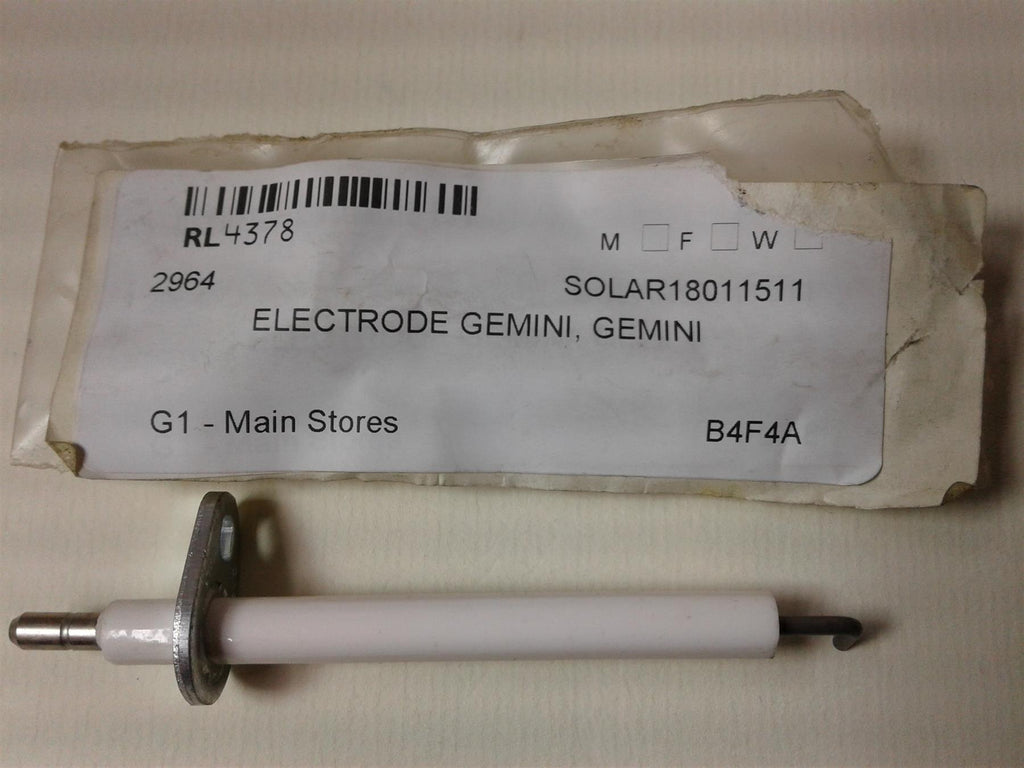 RL4378
M F W
2964 SOLAR18011511
ELECTRODE GEMINI, GEMINI
G1 - Main Stores B4F4A